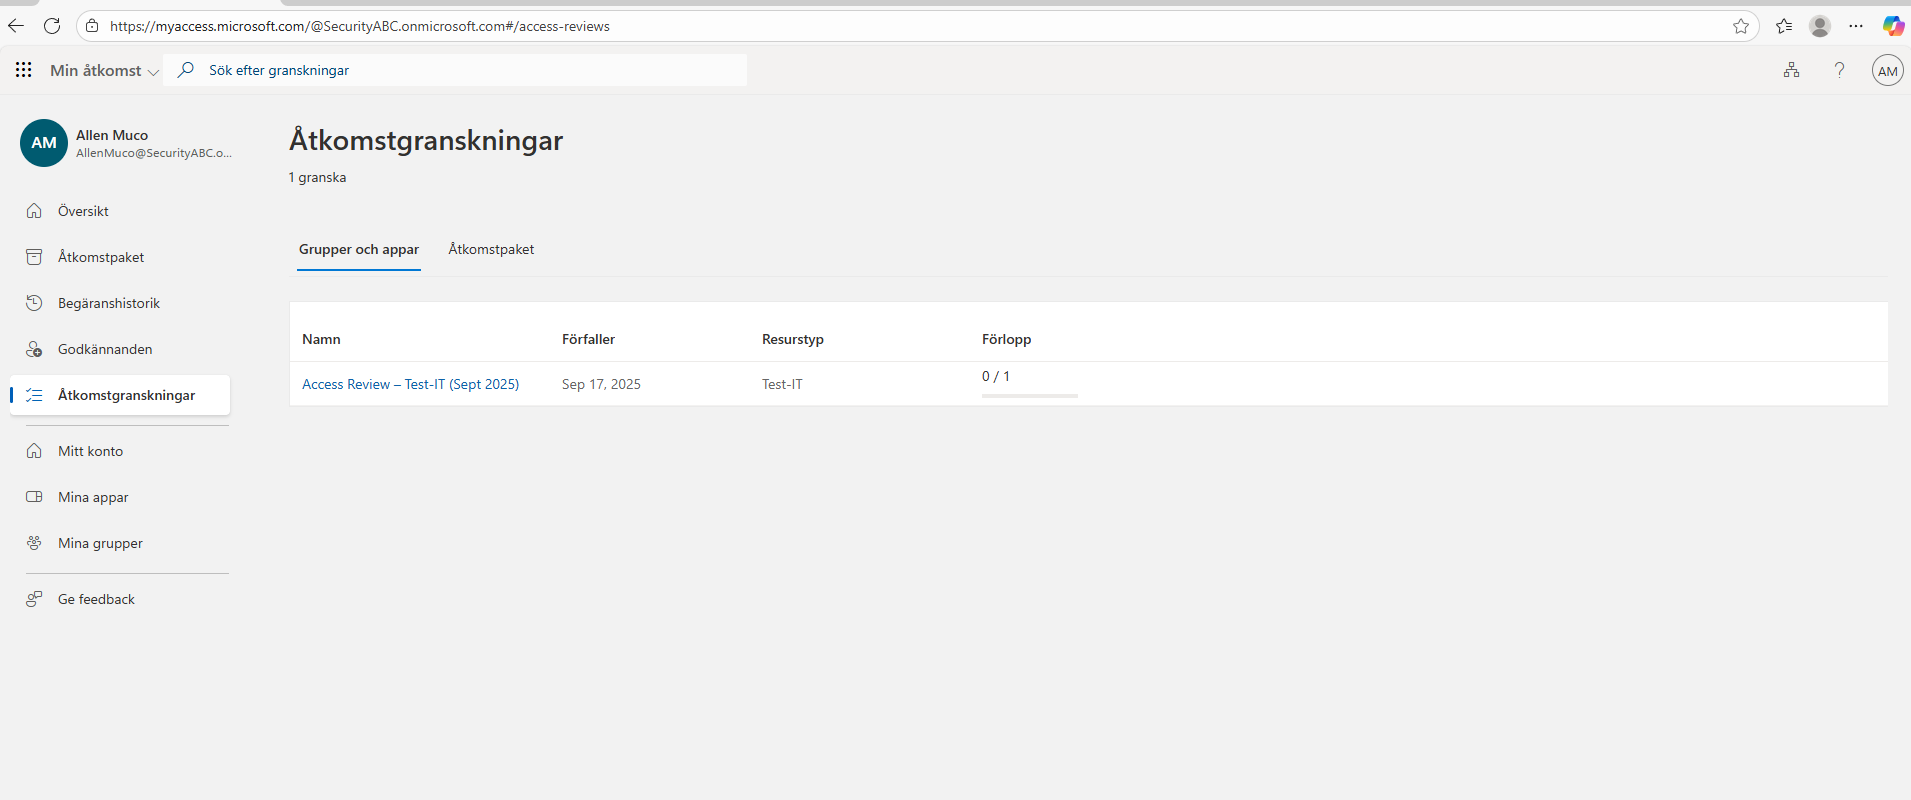 https://myaccess.microsoft.com/@SecurityABC.onmicrosoft.com#/access-reviews
Min åtkomst
Sök efter granskningar
AM
AM
Allen Muco
AllenMuco@SecurityABC.o...
Översikt
Åtkomstpaket
Begäranshistorik
Godkännanden
Åtkomstgranskningar
Mitt konto
Mina appar
Mina grupper
Ge feedback
Åtkomstgranskningar
1 granska
Grupper och appar Åtkomstpaket
Namn Förfaller Resurstyp Förlopp
Access Review – Test-IT (Sept 2025) Sep 17, 2025 Test-IT 0 / 1